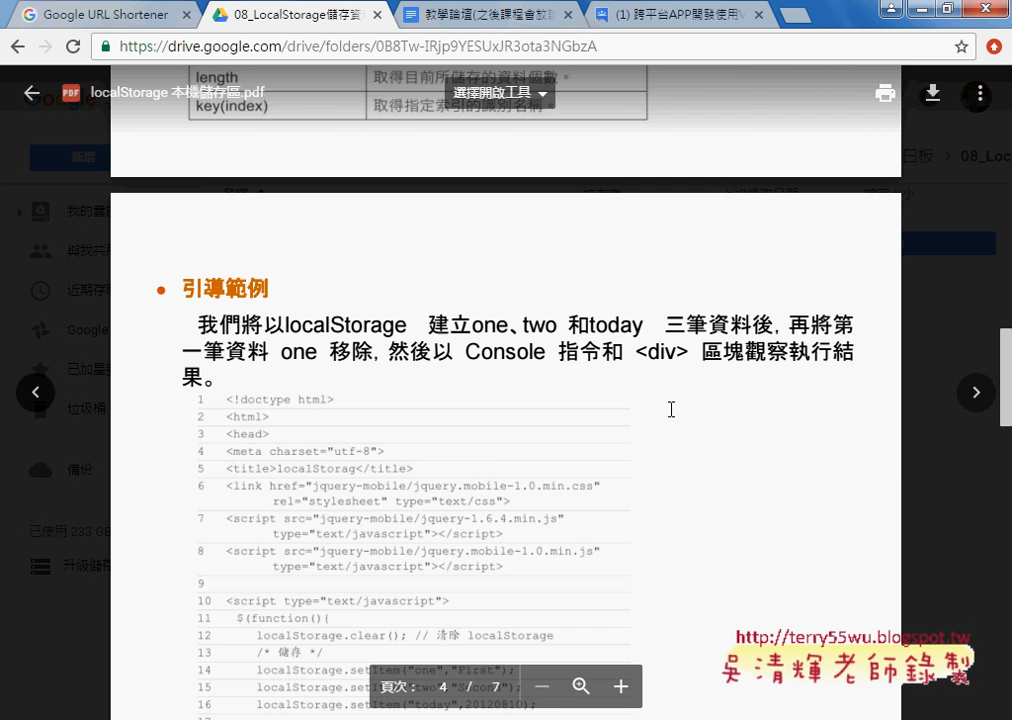 Google URL Shortener
08_LocalStorage儲存資
教學論壇(之後課程會放
(1) 跨平台APP開發使用
https://drive.google.com/drive/folders/0B8Tw-IRjp9YESUxJR3ota3NGbzA
localStorage 本機儲存區.pdf
選擇開啟工具
length 取得目前所儲存的資料個數。
key(index) 取得指定索引的識別名稱。
新增
08_Loc
我的雲
與我共
近期存
Google
已加星
垃圾桶
備份
已使用 233 GB
升級儲存
引導範例
我們將以localStorage 建立one、two 和today 三筆資料後, 再將第
一筆資料 one 移除, 然後以 Console 指令和 <div> 區塊觀察執行結
果。
1 <!doctype html>
2 <html>
3 <head>
4 <meta charset="utf-8">
5 <title>localStorag</title>
6 <link href="jquery-mobile/jquery.mobile-1.0.min.css"
rel="stylesheet" type="text/css">
7 <script src="jquery-mobile/jquery-1.6.4.min.js"
type="text/javascript"></script>
8 <script src="jquery-mobile/jquery.mobile-1.0.min.js"
type="text/javascript"></script>
9
10 <script type="text/javascript">
11 $(function(){
12 localStorage.clear(); // 清除 localStorage
13 /* 儲存 */
14 localStorage.setItem("one","First");
15 localStorage.setItem("two","Second");
16 localStorage.setItem("today",20120810);
頁次: 4 / 7
http://terry55wu.blogspot.tw
吳清輝老師錄製